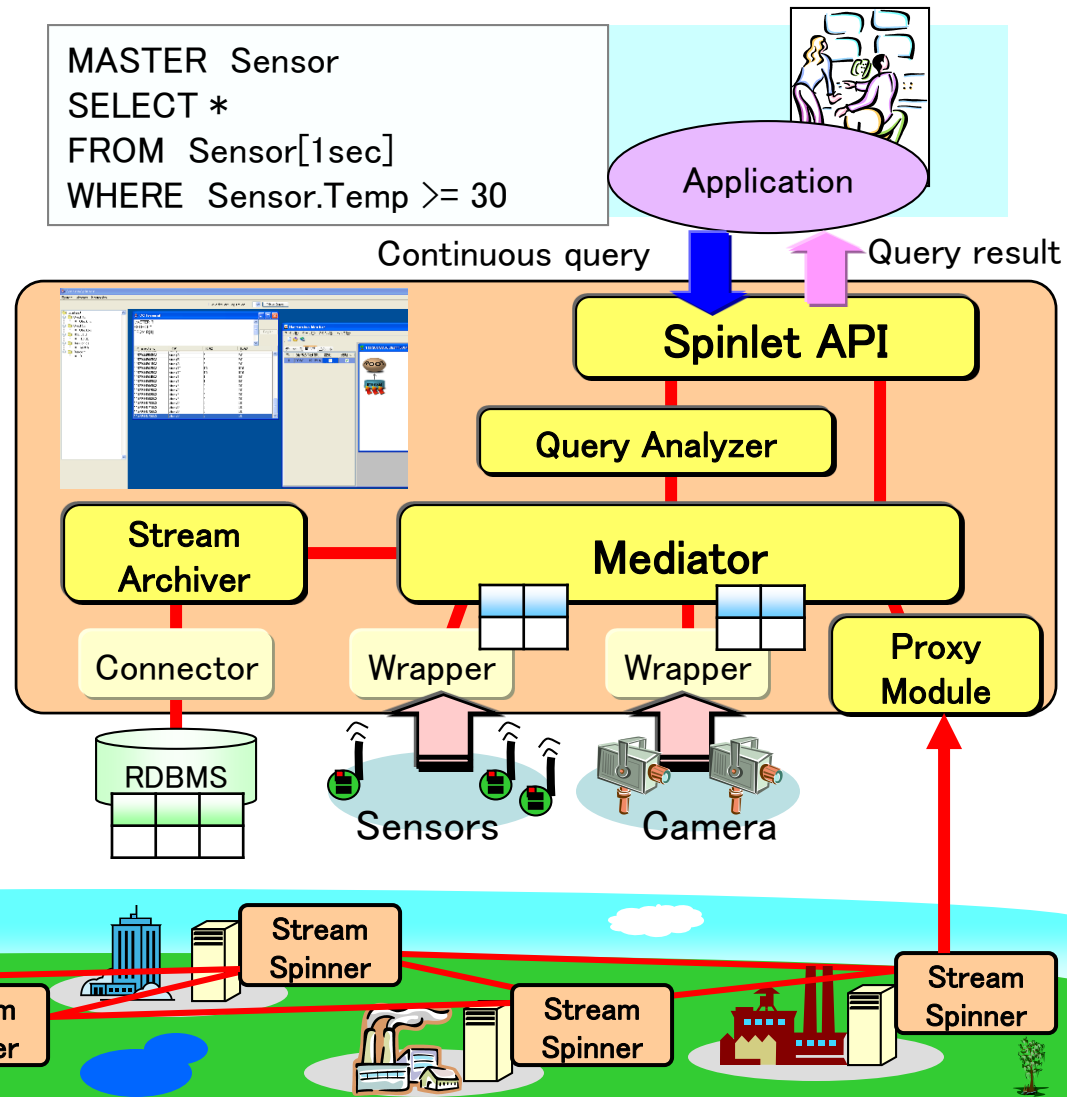 MASTER Sensor
SELECT *
FROM Sensor[1sec]
WHERE Sensor.Temp >= 30
Application
Continuous query
Query result
Spinlet API
Query Analyzer
Stream
Archiver
Mediator
Connector
Wrapper
Wrapper
Proxy
Module
RDBMS
Sensors
Camera
Stream
Spinner
Stream
Spinner
Stream
Spinner
m
er